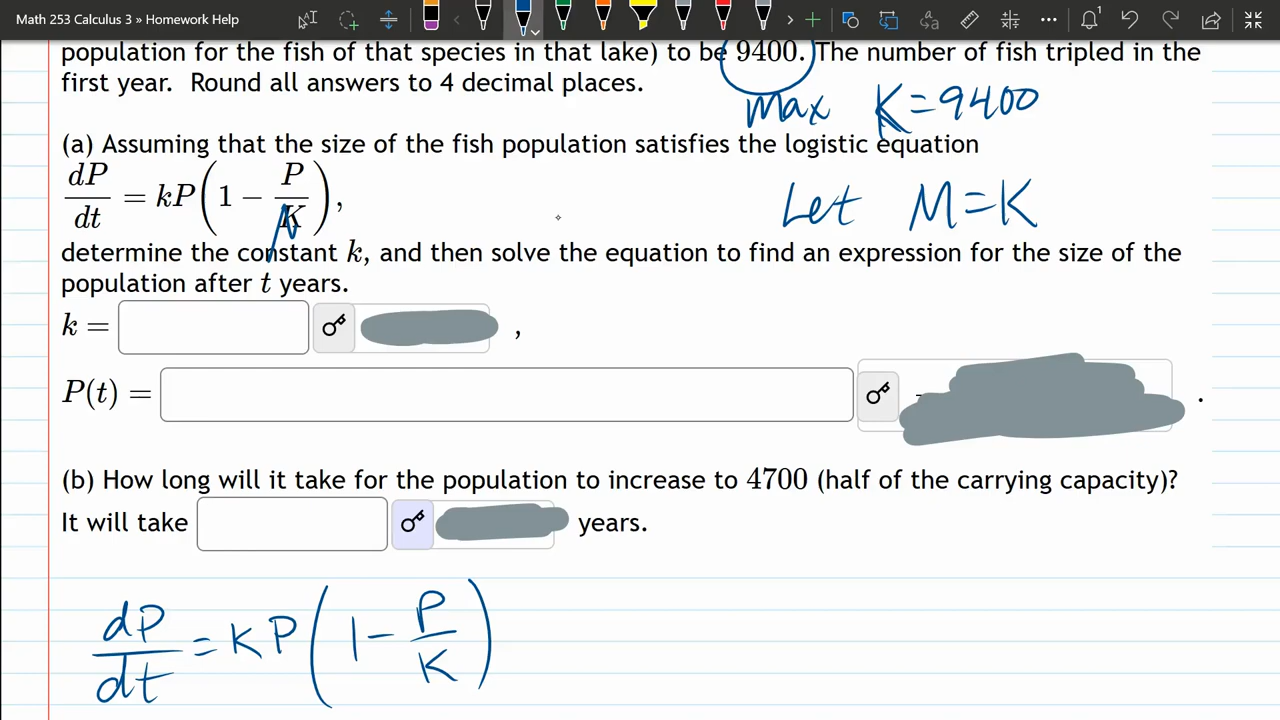 Math 253 Calculus 3 » Homework Help
population for the fish of that species in that lake) to be 9400. The number of fish tripled in the
first year. Round all answers to 4 decimal places.
max K=9400
(a) Assuming that the size of the fish population satisfies the logistic equation
dP/dt = kP(1 − P/K),
Let M=K
determine the constant k, and then solve the equation to find an expression for the size of the
population after t years.
k = ,
P(t) = .
(b) How long will it take for the population to increase to 4700 (half of the carrying capacity)?
It will take years.
dP/dt = KP(1 − P/K)